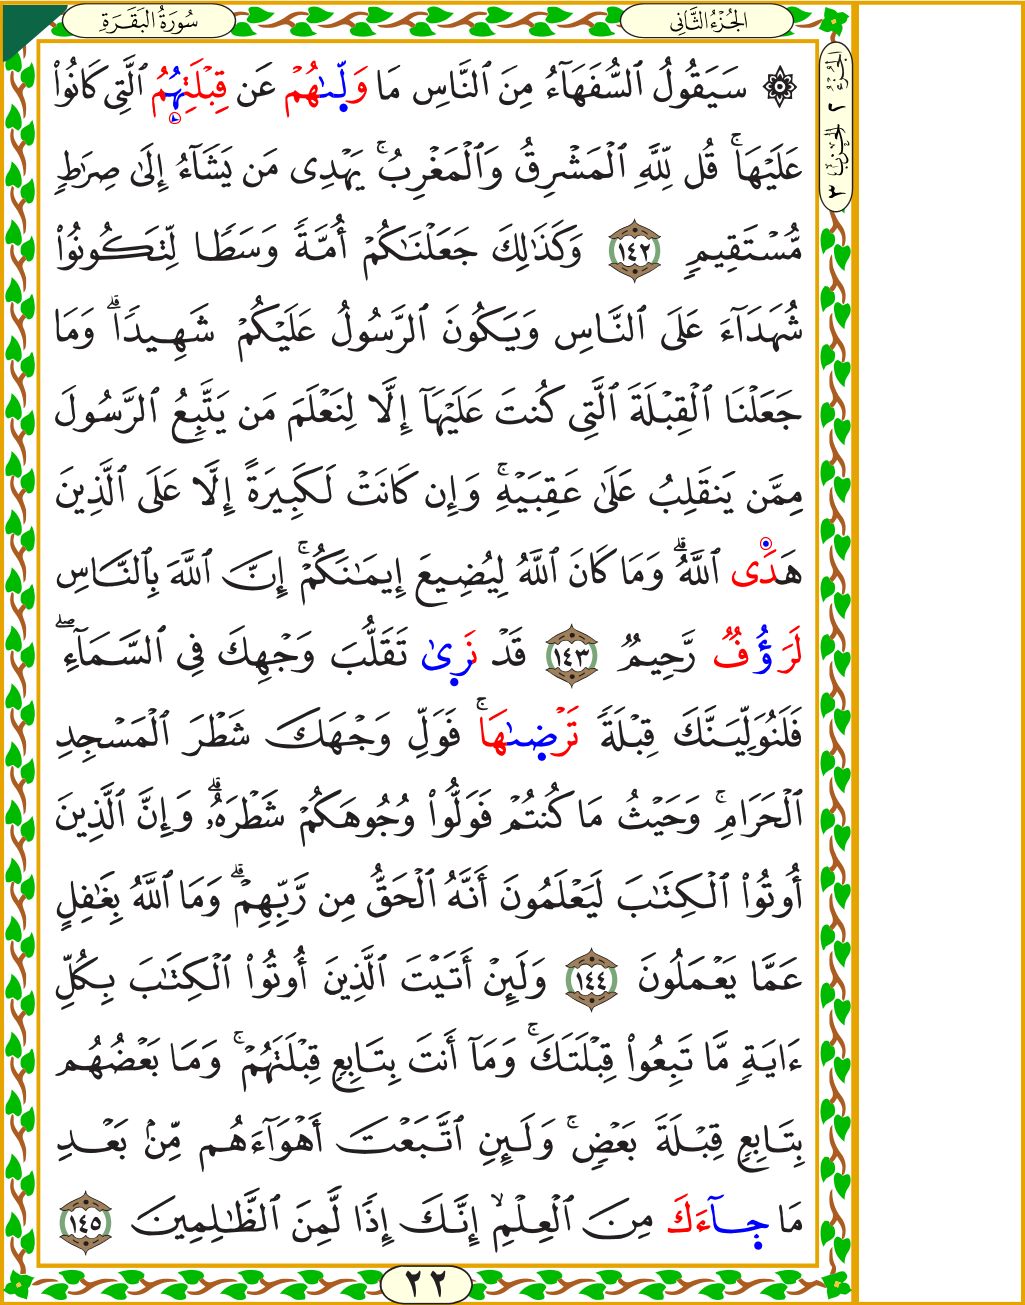 سُورَةُ البَقَرَةِ
الجُزْءُ الثَّانِي
الجُزْءُ ٢ الحِزْبُ ٣
۞ سَيَقُولُ ٱلسُّفَهَآءُ مِنَ ٱلنَّاسِ مَا وَلَّىٰهُمْ عَن قِبْلَتِهُمُ ٱلَّتِى كَانُوا۟
عَلَيْهَا ۚ قُل لِّلَّهِ ٱلْمَشْرِقُ وَٱلْمَغْرِبُ ۚ يَهْدِى مَن يَشَآءُ إِلَىٰ صِرَٰطٍ
مُّسْتَقِيمٍ ١٤٢ وَكَذَٰلِكَ جَعَلْنَٰكُمْ أُمَّةً وَسَطًا لِّتَكُونُوا۟
شُهَدَآءَ عَلَى ٱلنَّاسِ وَيَكُونَ ٱلرَّسُولُ عَلَيْكُمْ شَهِيدًا ۗ وَمَا
جَعَلْنَا ٱلْقِبْلَةَ ٱلَّتِى كُنتَ عَلَيْهَآ إِلَّا لِنَعْلَمَ مَن يَتَّبِعُ ٱلرَّسُولَ
مِمَّن يَنقَلِبُ عَلَىٰ عَقِبَيْهِ ۚ وَإِن كَانَتْ لَكَبِيرَةً إِلَّا عَلَى ٱلَّذِينَ
هَدَى ٱللَّهُ ۗ وَمَا كَانَ ٱللَّهُ لِيُضِيعَ إِيمَٰنَكُمْ ۚ إِنَّ ٱللَّهَ بِٱلنَّاسِ
لَرَؤُفٌ رَّحِيمٌ ١٤٣ قَدْ نَرَىٰ تَقَلُّبَ وَجْهِكَ فِى ٱلسَّمَآءِ ۖ
فَلَنُوَلِّيَنَّكَ قِبْلَةً تَرْضَىٰهَا ۚ فَوَلِّ وَجْهَكَ شَطْرَ ٱلْمَسْجِدِ
ٱلْحَرَامِ ۚ وَحَيْثُ مَا كُنتُمْ فَوَلُّوا۟ وُجُوهَكُمْ شَطْرَهُۥ ۗ وَإِنَّ ٱلَّذِينَ
أُوتُوا۟ ٱلْكِتَٰبَ لَيَعْلَمُونَ أَنَّهُ ٱلْحَقُّ مِن رَّبِّهِمْ ۗ وَمَا ٱللَّهُ بِغَٰفِلٍ
عَمَّا يَعْمَلُونَ ١٤٤ وَلَئِنْ أَتَيْتَ ٱلَّذِينَ أُوتُوا۟ ٱلْكِتَٰبَ بِكُلِّ
ءَايَةٍ مَّا تَبِعُوا۟ قِبْلَتَكَ ۚ وَمَآ أَنتَ بِتَابِعٍ قِبْلَتَهُمْ ۚ وَمَا بَعْضُهُم
بِتَابِعٍ قِبْلَةَ بَعْضٍ ۚ وَلَئِنِ ٱتَّبَعْتَ أَهْوَآءَهُم مِّنۢ بَعْدِ
مَا جَآءَكَ مِنَ ٱلْعِلْمِ ۙ إِنَّكَ إِذًا لَّمِنَ ٱلظَّٰلِمِينَ ١٤٥
٢٢